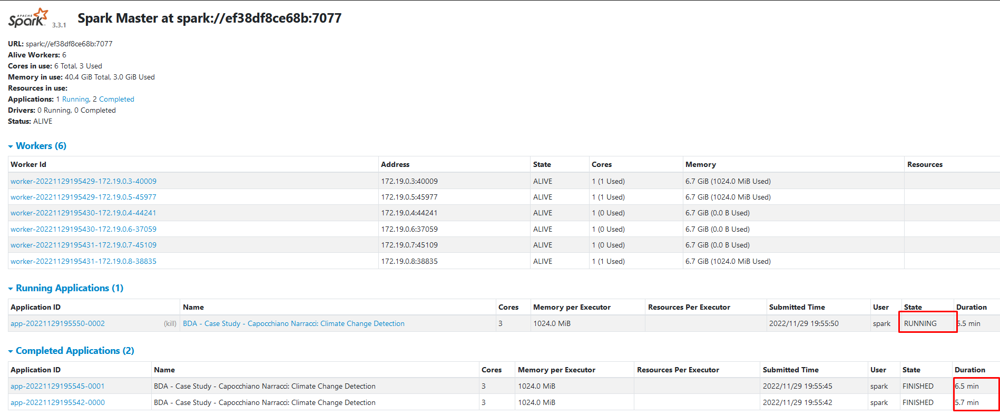 APACHE
Spark 3.3.1 Spark Master at spark://ef38df8ce68b:7077
URL: spark://ef38df8ce68b:7077
Alive Workers: 6
Cores in use: 6 Total, 3 Used
Memory in use: 40.4 GiB Total, 3.0 GiB Used
Resources in use:
Applications: 1 Running, 2 Completed
Drivers: 0 Running, 0 Completed
Status: ALIVE
Workers (6)
Worker Id Address State Cores Memory Resources
worker-20221129195429-172.19.0.3-40009 172.19.0.3:40009 ALIVE 1 (1 Used) 6.7 GiB (1024.0 MiB Used)
worker-20221129195429-172.19.0.5-45977 172.19.0.5:45977 ALIVE 1 (1 Used) 6.7 GiB (1024.0 MiB Used)
worker-20221129195430-172.19.0.4-44241 172.19.0.4:44241 ALIVE 1 (0 Used) 6.7 GiB (0.0 B Used)
worker-20221129195430-172.19.0.6-37059 172.19.0.6:37059 ALIVE 1 (0 Used) 6.7 GiB (0.0 B Used)
worker-20221129195431-172.19.0.7-45109 172.19.0.7:45109 ALIVE 1 (0 Used) 6.7 GiB (0.0 B Used)
worker-20221129195431-172.19.0.8-38835 172.19.0.8:38835 ALIVE 1 (1 Used) 6.7 GiB (1024.0 MiB Used)
Running Applications (1)
Application ID Name Cores Memory per Executor Resources Per Executor Submitted Time User State Duration
app-20221129195550-0002 (kill) BDA - Case Study - Capocchiano Narracci: Climate Change Detection 3 1024.0 MiB 2022/11/29 19:55:50 spark RUNNING 6.5 min
Completed Applications (2)
Application ID Name Cores Memory per Executor Resources Per Executor Submitted Time User State Duration
app-20221129195545-0001 BDA - Case Study - Capocchiano Narracci: Climate Change Detection 3 1024.0 MiB 2022/11/29 19:55:45 spark FINISHED 6.5 min
app-20221129195542-0000 BDA - Case Study - Capocchiano Narracci: Climate Change Detection 3 1024.0 MiB 2022/11/29 19:55:42 spark FINISHED 5.7 min